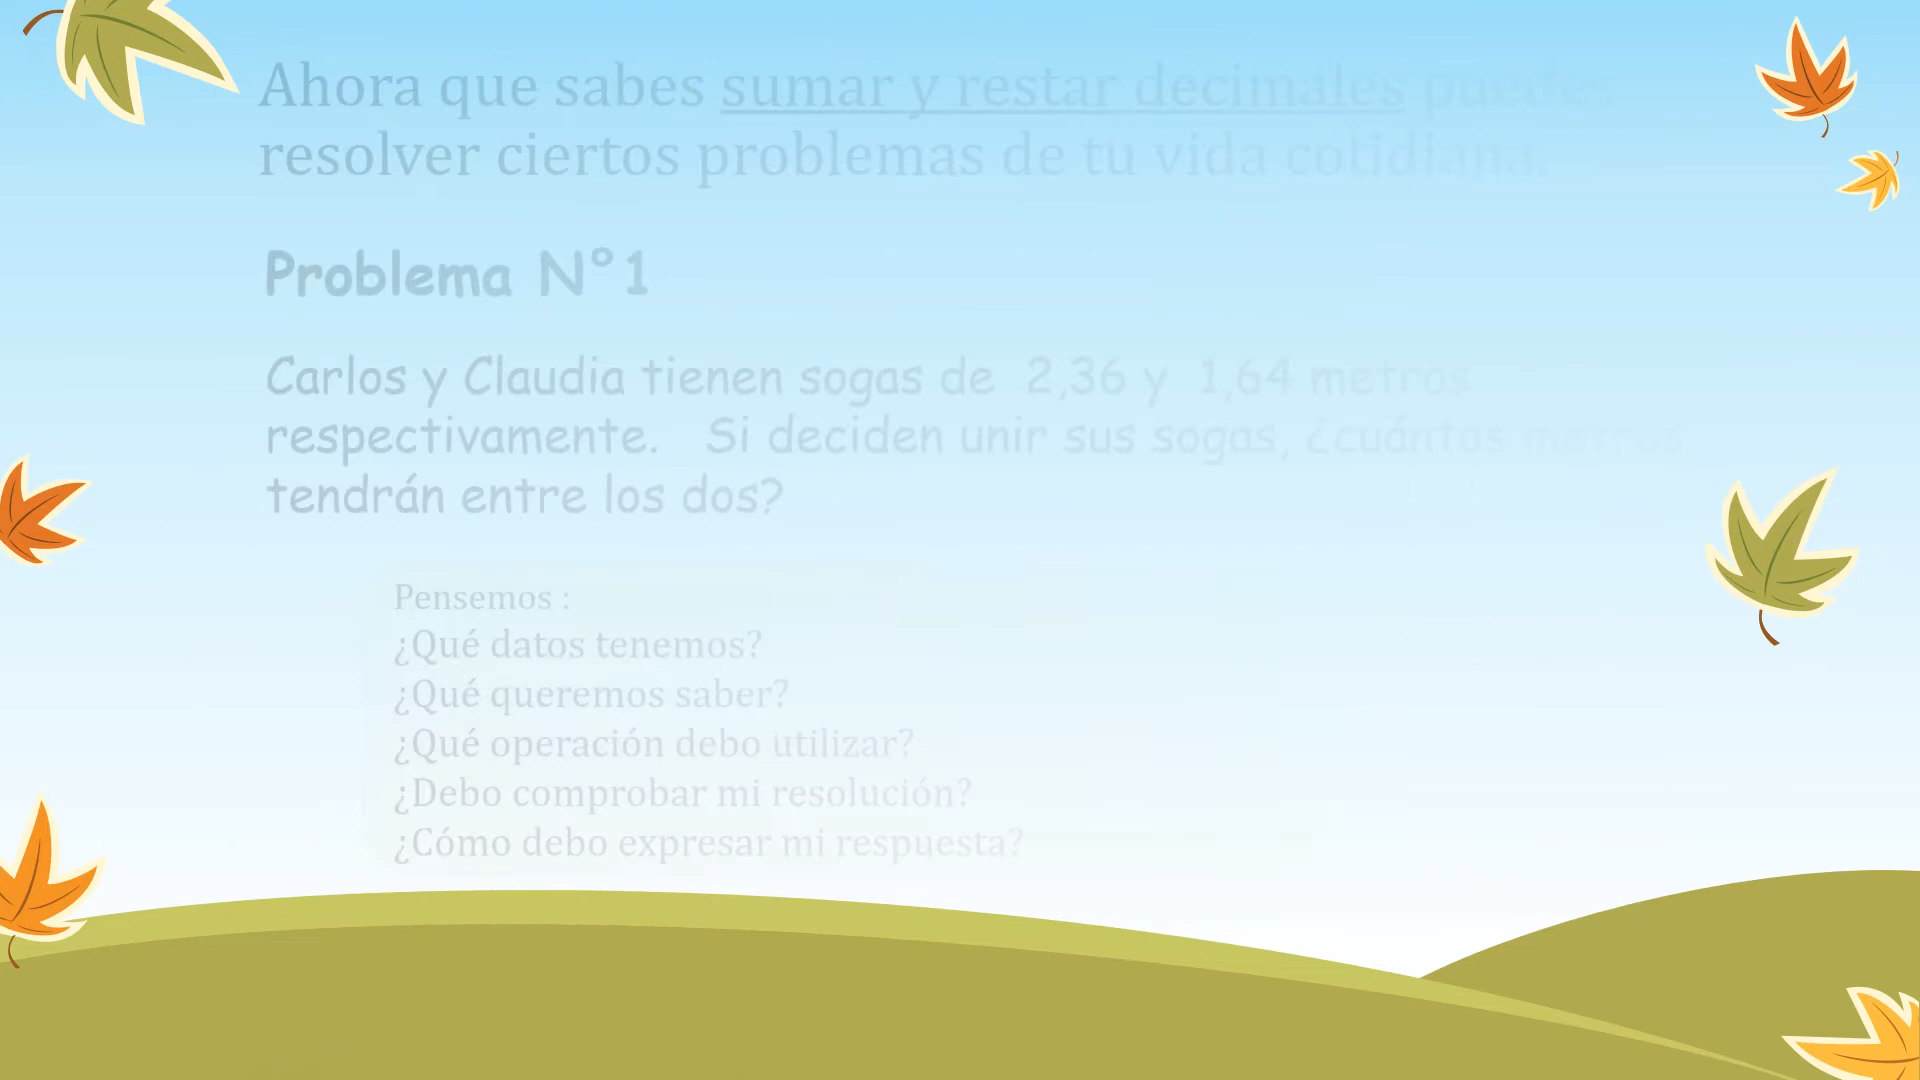 Ahora que sabes sumar y restar decimales puedes
resolver ciertos problemas de tu vida cotidiana.
Problema N°1
Carlos y Claudia tienen sogas de 2,36 y 1,64 metros
respectivamente. Si deciden unir sus sogas, ¿cuántos metros
tendrán entre los dos?
Pensemos :
¿Qué datos tenemos?
¿Qué queremos saber?
¿Qué operación debo utilizar?
¿Debo comprobar mi resolución?
¿Cómo debo expresar mi respuesta?